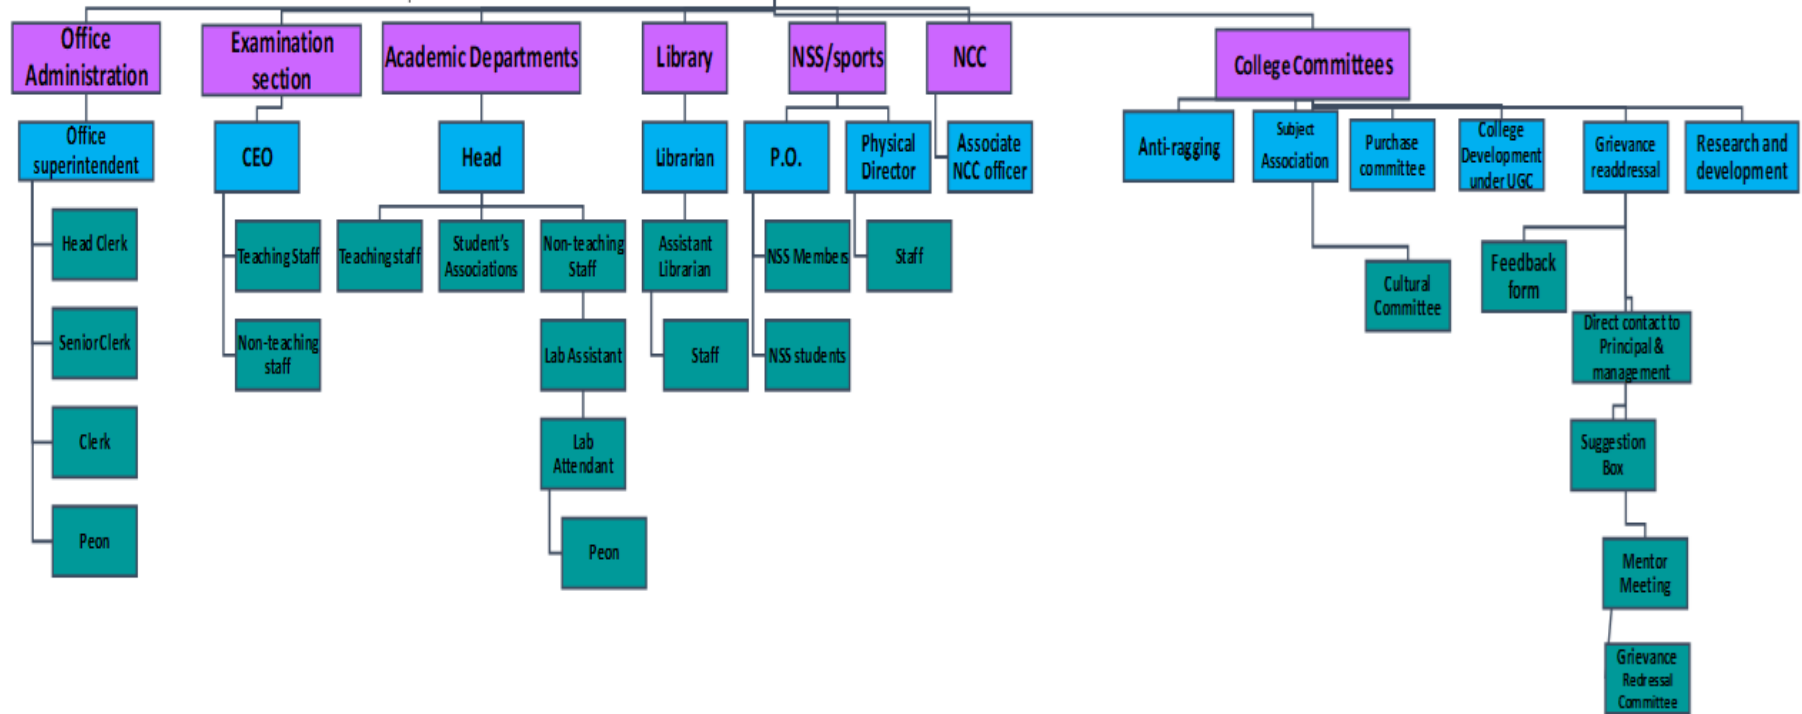 Office
Administration
Examination
section
Academic Departments
Library
NSS/sports
NCC
College Committees
Office
superintendent
CEO
Head
Librarian
P.O.
Physical
Director
Associate
NCC officer
Anti-ragging
Subject
Association
Purchase
committee
College
Development
under UGC
Grievance
readdressal
Research and
development
Head Clerk
Teaching Staff
Teaching staff
Student's
Associations
Non-teaching
Staff
Assistant
Librarian
NSS Members
Staff
Cultural
Committee
Feedback
form
Senior Clerk
Non-teaching
staff
Lab Assistant
Staff
NSS students
Direct contact to
Principal &
management
Clerk
Lab
Attendant
Suggestion
Box
Peon
Peon
Mentor
Meeting
Grievance
Redressal
Committee